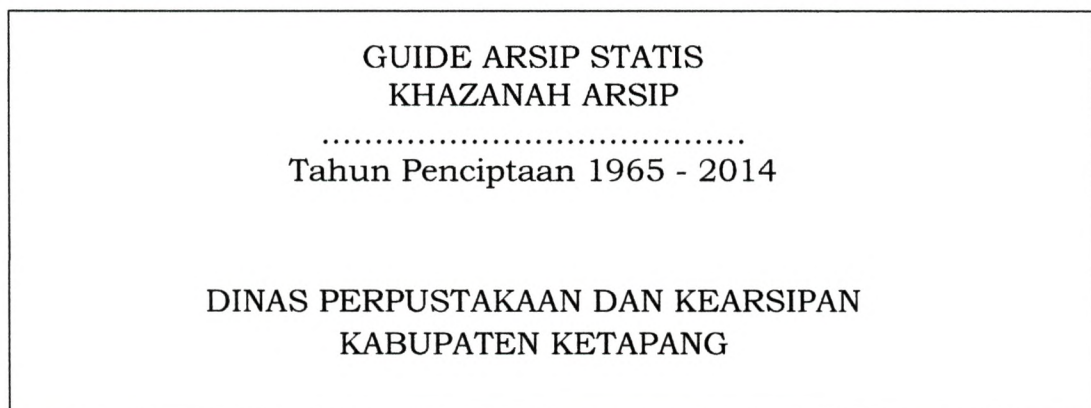 GUIDE ARSIP STATIS
KHAZANAH ARSIP
........................................
Tahun Penciptaan 1965 - 2014
DINAS PERPUSTAKAAN DAN KEARSIPAN
KABUPATEN KETAPANG